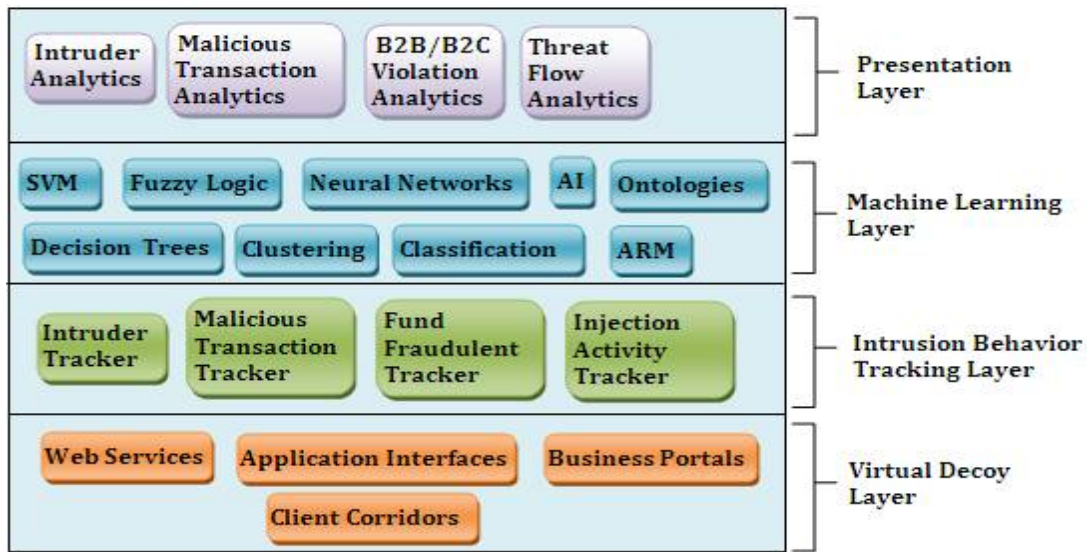 Intruder
Analytics
Malicious
Transaction
Analytics
B2B/B2C
Violation
Analytics
Threat
Flow
Analytics
Presentation
Layer
SVM
Fuzzy Logic
Neural Networks
AI
Ontologies
Decision Trees
Clustering
Classification
ARM
Machine Learning
Layer
Intruder
Tracker
Malicious
Transaction
Tracker
Fund
Fraudulent
Tracker
Injection
Activity
Tracker
Intrusion Behavior
Tracking Layer
Web Services
Application Interfaces
Business Portals
Client Corridors
Virtual Decoy
Layer